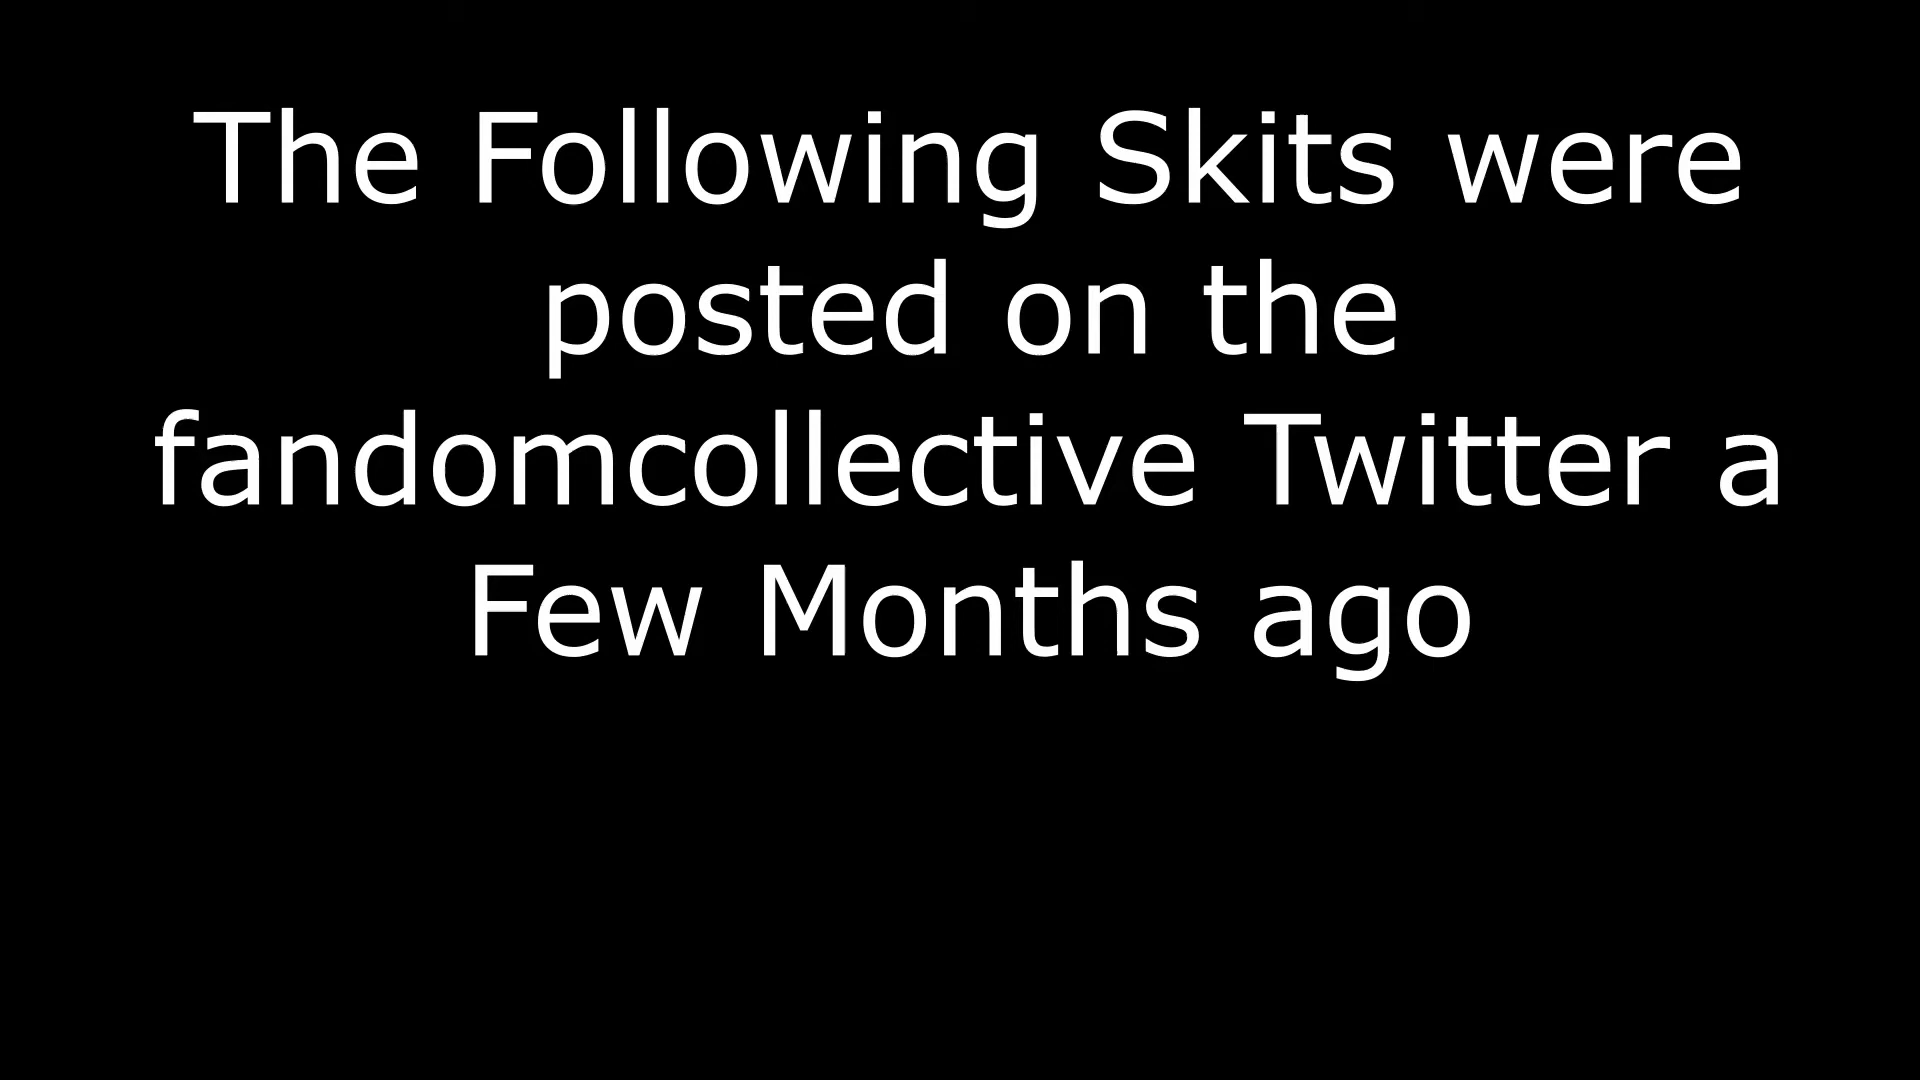 The Following Skits were
posted on the
fandomcollective Twitter a
Few Months ago